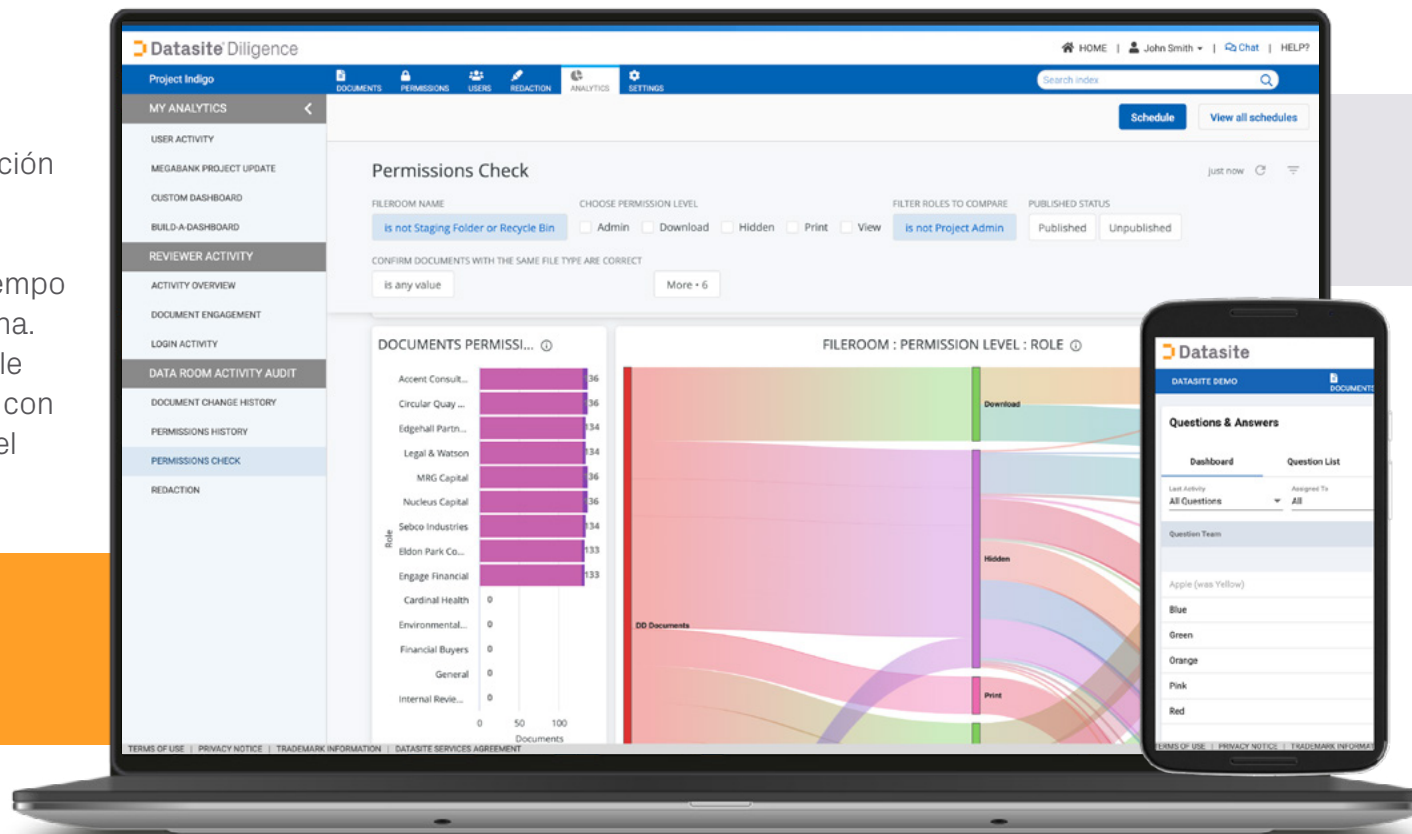 ción
empo
na.
le
con
el
Datasite Diligence
HOME | John Smith | Chat | HELP?
Project Indigo
DOCUMENTS PERMISSIONS USERS REDACTION ANALYTICS SETTINGS
Search Index
MY ANALYTICS
USER ACTIVITY
MEGABANK PROJECT UPDATE
CUSTOM DASHBOARD
BUILD-A-DASHBOARD
REVIEWER ACTIVITY
ACTIVITY OVERVIEW
DOCUMENT ENGAGEMENT
LOGIN ACTIVITY
DATA ROOM ACTIVITY AUDIT
DOCUMENT CHANGE HISTORY
PERMISSIONS HISTORY
PERMISSIONS CHECK
REDACTION
Schedule View all schedules
Permissions Check
just now
FILEROOM NAME CHOOSE PERMISSION LEVEL FILTER ROLES TO COMPARE PUBLISHED STATUS
is not Staging Folder or Recycle Bin Admin Download Hidden Print View is not Project Admin Published Unpublished
CONFIRM DOCUMENTS WITH THE SAME FILE TYPE ARE CORRECT
is any value More • 6
DOCUMENTS PERMISSI...
Role
Accent Consult... 136
Circular Quay ... 136
Edgehall Partn... 134
Legal & Watson 134
MRG Capital 136
Nucleus Capital 136
Sebco Industries 134
Eldon Park Co... 133
Engage Financial 133
Cardinal Health 0
Environmental... 0
Financial Buyers 0
General 0
Internal Revie... 0
0 50 100
Documents
FILEROOM : PERMISSION LEVEL : ROLE
Download
Hidden
DD Documents
Print
TERMS OF USE | PRIVACY NOTICE | TRADEMARK INFORMATION | DATASITE SERVICES AGREEMENT
Datasite
DATASITE DEMO DOCUMENTS
Questions & Answers
Dashboard Question List
Last Activity Assigned To
All Questions All
Question Team
Apple (was Yellow)
Blue
Green
Orange
Pink
Red
TERMS OF USE | PRIVACY NOTICE | TRADEMARK INFORMAT